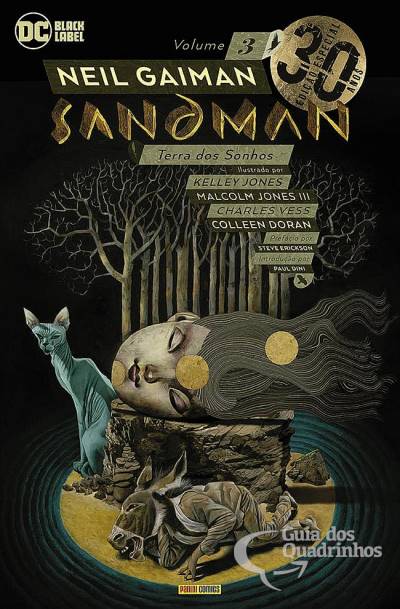 DC
BLACK
LABEL
Volume 3
30
EDIÇÃO ESPECIAL
ANOS
NEIL GAIMAN
SANDMAN
Terra dos Sonhos
Ilustrado por
KELLEY JONES
MALCOLM JONES III
CHARLES VESS
COLLEEN DORAN
Prefácio por
STEVE ERICKSON
Introdução por
PAUL DINI
Guia dos
Quadrinhos
PANINI COMICS